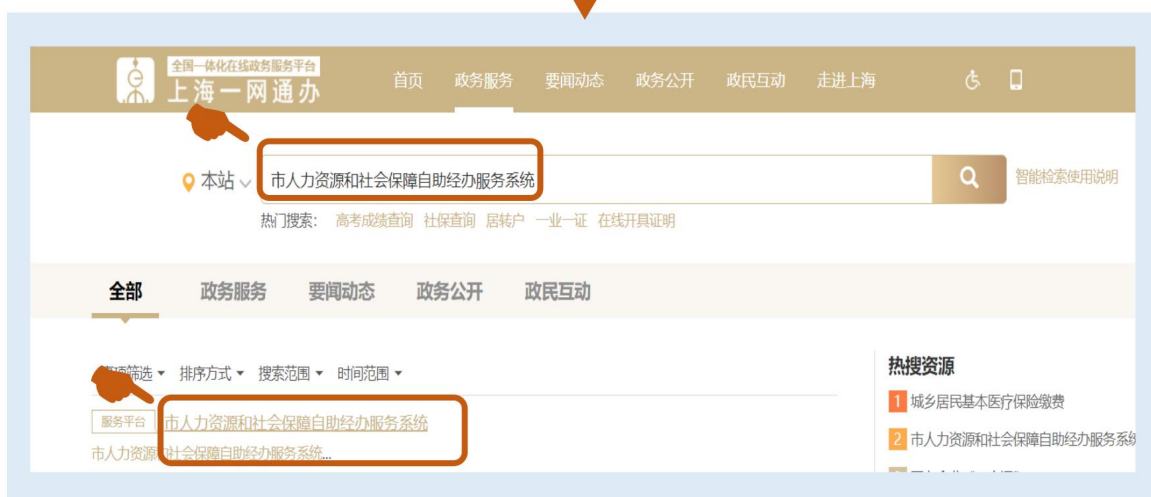 全国一体化在线政务服务平台
上海一网通办
首页 政务服务 要闻动态 政务公开 政民互动 走进上海
本站 市人力资源和社会保障自助经办服务系统 智能检索使用说明
热门搜索: 高考成绩查询 社保查询 居转户 一业一证 在线开具证明
全部 政务服务 要闻动态 政务公开 政民互动
筛选 排序方式 搜索范围 时间范围
服务平台 市人力资源和社会保障自助经办服务系统
市人力资源和社会保障自助经办服务系统...
热搜资源
1 城乡居民基本医疗保险缴费
2 市人力资源和社会保障自助经办服务系统